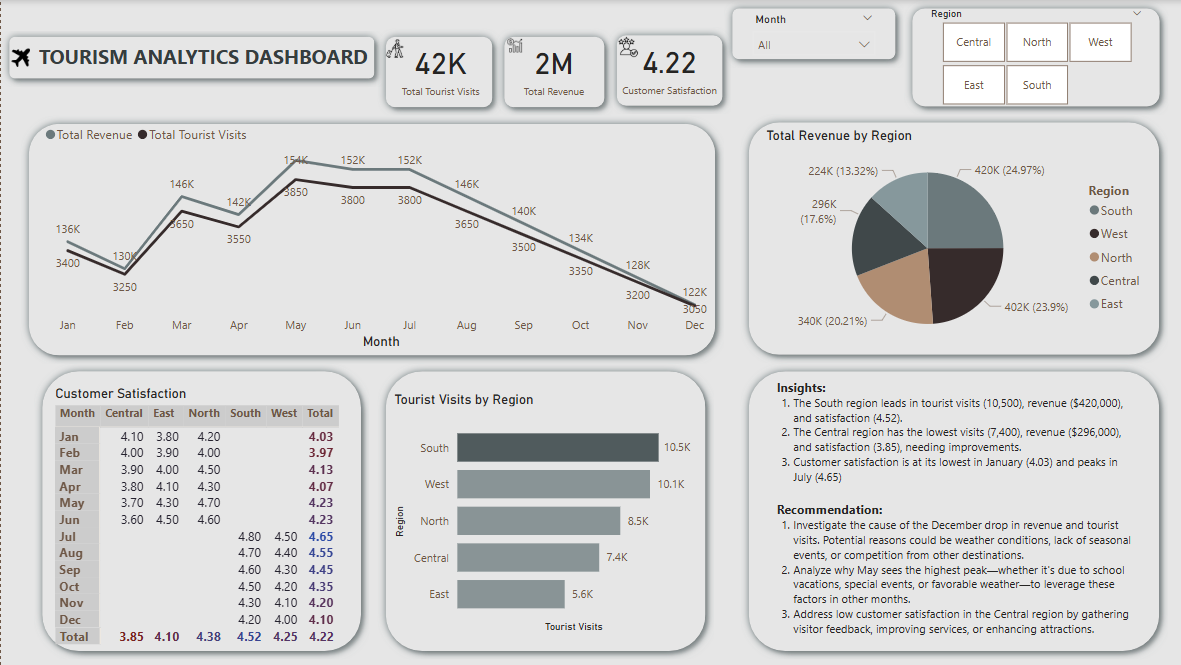 TOURISM ANALYTICS DASHBOARD
42K
Total Tourist Visits
2M
Total Revenue
4.22
Customer Satisfaction
Month
All
Region
Central North West
East South
Total Revenue Total Tourist Visits
136K 130K 146K 142K 154K 152K 152K 146K 140K 134K 128K 122K
3400 3250 3650 3550 3850 3800 3800 3650 3500 3350 3200 3050
Jan Feb Mar Apr May Jun Jul Aug Sep Oct Nov Dec
Month
Total Revenue by Region
224K (13.32%)
420K (24.97%)
296K
(17.6%)
402K (23.9%)
340K (20.21%)
Region
South
West
North
Central
East
Customer Satisfaction
Month Central East North South West Total
Jan 4.10 3.80 4.20 4.03
Feb 4.00 3.90 4.00 3.97
Mar 3.90 4.00 4.50 4.13
Apr 3.80 4.10 4.30 4.07
May 3.70 4.30 4.70 4.23
Jun 3.60 4.50 4.60 4.23
Jul 4.80 4.50 4.65
Aug 4.70 4.40 4.55
Sep 4.60 4.30 4.45
Oct 4.50 4.20 4.35
Nov 4.30 4.10 4.20
Dec 4.20 4.00 4.10
Total 3.85 4.10 4.38 4.52 4.25 4.22
Tourist Visits by Region
Region
South 10.5K
West 10.1K
North 8.5K
Central 7.4K
East 5.6K
Tourist Visits
Insights:
1. The South region leads in tourist visits (10,500), revenue ($420,000),
and satisfaction (4.52).
2. The Central region has the lowest visits (7,400), revenue ($296,000),
and satisfaction (3.85), needing improvements.
3. Customer satisfaction is at its lowest in January (4.03) and peaks in
July (4.65)
Recommendation:
1. Investigate the cause of the December drop in revenue and tourist
visits. Potential reasons could be weather conditions, lack of seasonal
events, or competition from other destinations.
2. Analyze why May sees the highest peak—whether it's due to school
vacations, special events, or favorable weather—to leverage these
factors in other months.
3. Address low customer satisfaction in the Central region by gathering
visitor feedback, improving services, or enhancing attractions.